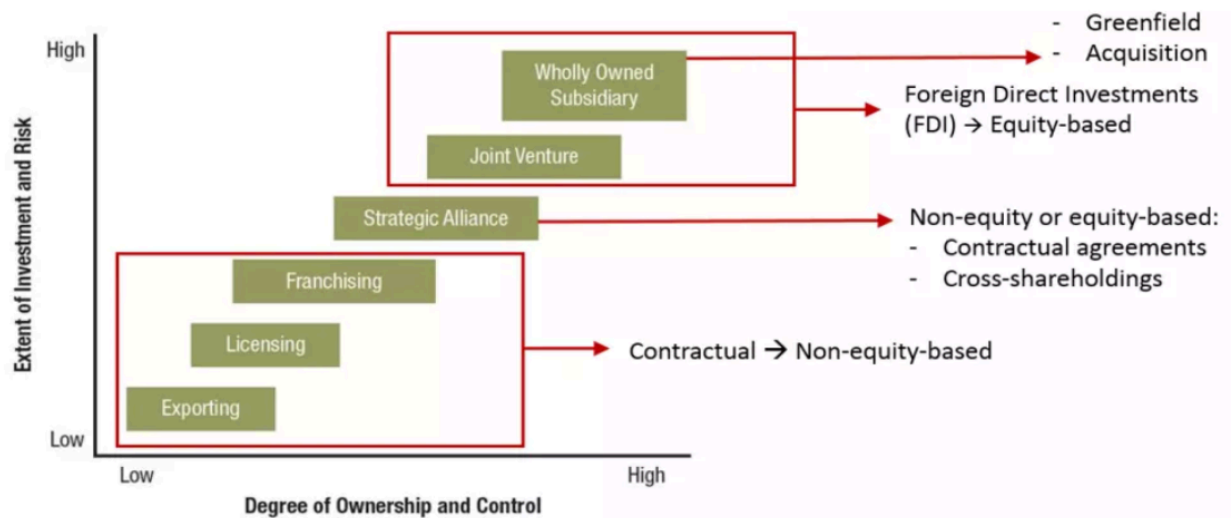 - Greenfield
- Acquisition
High
Wholly Owned
Subsidiary
Foreign Direct Investments
(FDI) → Equity-based
Joint Venture
Extent of Investment and Risk
Strategic Alliance
Non-equity or equity-based:
- Contractual agreements
- Cross-shareholdings
Franchising
Licensing
Contractual → Non-equity-based
Exporting
Low
Low
High
Degree of Ownership and Control